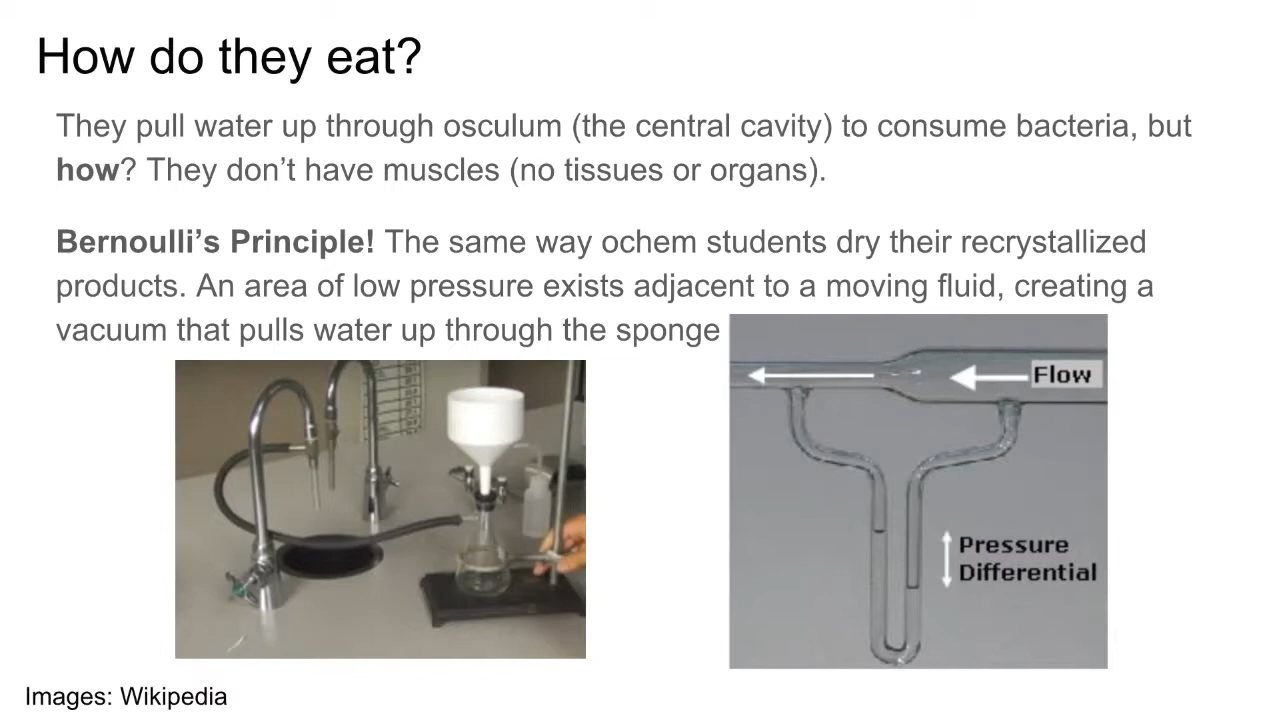 How do they eat?
They pull water up through osculum (the central cavity) to consume bacteria, but
how? They don’t have muscles (no tissues or organs).
Bernoulli’s Principle! The same way ochem students dry their recrystallized
products. An area of low pressure exists adjacent to a moving fluid, creating a
vacuum that pulls water up through the sponge
Flow
Pressure
Differential
Images: Wikipedia